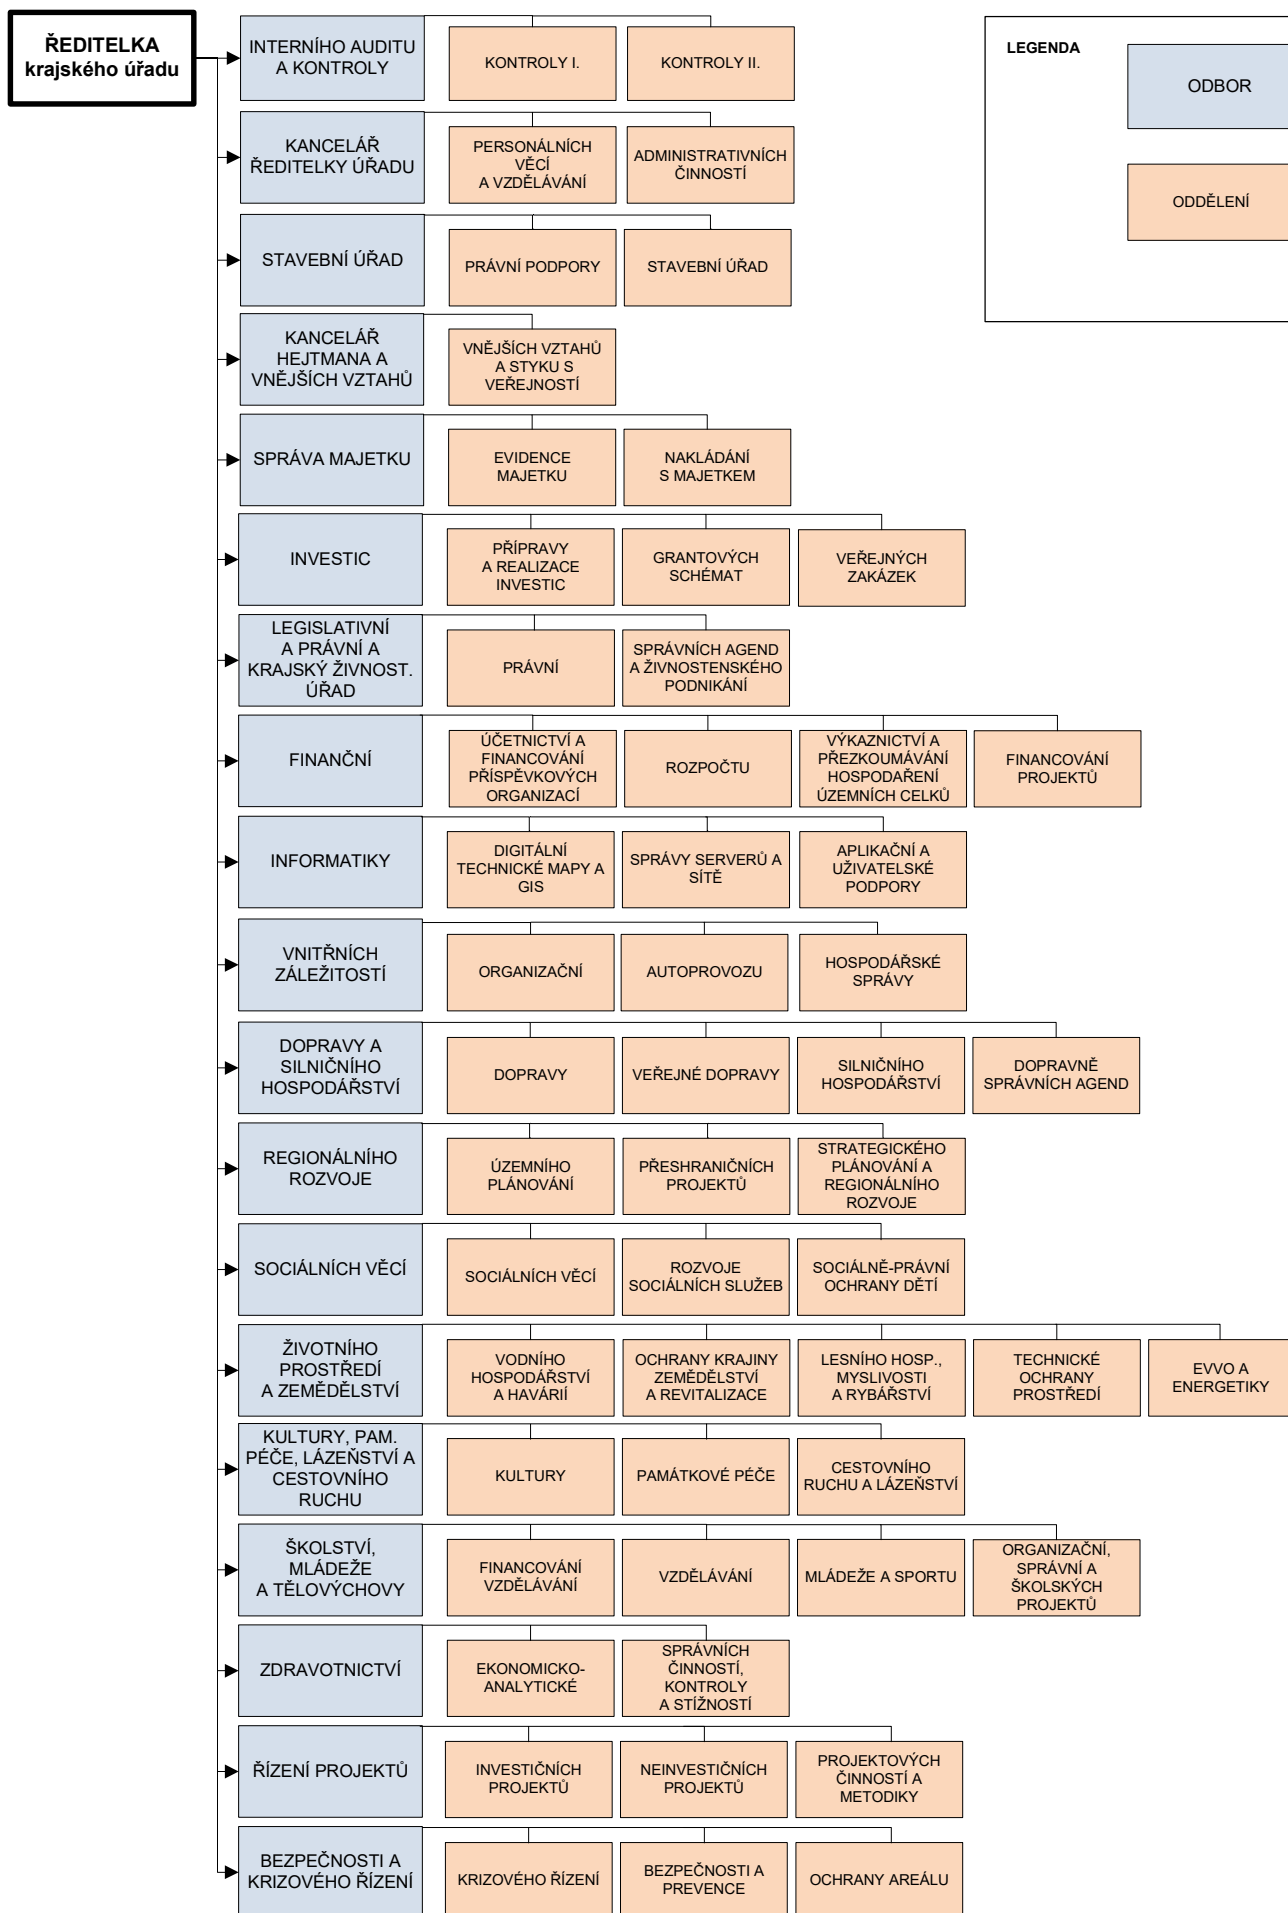 ŘEDITELKA
krajského úřadu
LEGENDA
ODBOR
ODDĚLENÍ
INTERNÍHO AUDITU
A KONTROLY
KONTROLY I.
KONTROLY II.
KANCELÁŘ
ŘEDITELKY ÚŘADU
PERSONÁLNÍCH
VĚCÍ
A VZDĚLÁVÁNÍ
ADMINISTRATIVNÍCH
ČINNOSTÍ
STAVEBNÍ ÚŘAD
PRÁVNÍ PODPORY
STAVEBNÍ ÚŘAD
KANCELÁŘ
HEJTMANA A
VNĚJŠÍCH VZTAHŮ
VNĚJŠÍCH VZTAHŮ
A STYKU S
VEŘEJNOSTÍ
SPRÁVA MAJETKU
EVIDENCE
MAJETKU
NAKLÁDÁNÍ
S MAJETKEM
INVESTIC
PŘÍPRAVY
A REALIZACE
INVESTIC
GRANTOVÝCH
SCHÉMAT
VEŘEJNÝCH
ZAKÁZEK
LEGISLATIVNÍ
A PRÁVNÍ A
KRAJSKÝ ŽIVNOST.
ÚŘAD
PRÁVNÍ
SPRÁVNÍCH AGEND
A ŽIVNOSTENSKÉHO
PODNIKÁNÍ
FINANČNÍ
ÚČETNICTVÍ A
FINANCOVÁNÍ
PŘÍSPĚVKOVÝCH
ORGANIZACÍ
ROZPOČTU
VÝKAZNICTVÍ A
PŘEZKOUMÁVÁNÍ
HOSPODAŘENÍ
ÚZEMNÍCH CELKŮ
FINANCOVÁNÍ
PROJEKTŮ
INFORMATIKY
DIGITÁLNÍ
TECHNICKÉ MAPY A
GIS
SPRÁVY SERVERŮ A
SÍTĚ
APLIKAČNÍ A
UŽIVATELSKÉ
PODPORY
VNITŘNÍCH
ZÁLEŽITOSTÍ
ORGANIZAČNÍ
AUTOPROVOZU
HOSPODÁŘSKÉ
SPRÁVY
DOPRAVY A
SILNIČNÍHO
HOSPODÁŘSTVÍ
DOPRAVY
VEŘEJNÉ DOPRAVY
SILNIČNÍHO
HOSPODÁŘSTVÍ
DOPRAVNĚ
SPRÁVNÍCH AGEND
REGIONÁLNÍHO
ROZVOJE
ÚZEMNÍHO
PLÁNOVÁNÍ
PŘESHRANIČNÍCH
PROJEKTŮ
STRATEGICKÉHO
PLÁNOVÁNÍ A
REGIONÁLNÍHO
ROZVOJE
SOCIÁLNÍCH VĚCÍ
SOCIÁLNÍCH VĚCÍ
ROZVOJE
SOCIÁLNÍCH SLUŽEB
SOCIÁLNĚ-PRÁVNÍ
OCHRANY DĚTÍ
ŽIVOTNÍHO
PROSTŘEDÍ
A ZEMĚDĚLSTVÍ
VODNÍHO
HOSPODÁŘSTVÍ
A HAVÁRIÍ
OCHRANY KRAJINY
ZEMĚDĚLSTVÍ
A REVITALIZACE
LESNÍHO HOSP.,
MYSLIVOSTI
A RYBÁŘSTVÍ
TECHNICKÉ
OCHRANY
PROSTŘEDÍ
EVVO A
ENERGETIKY
KULTURY, PAM.
PÉČE, LÁZEŇSTVÍ A
CESTOVNÍHO
RUCHU
KULTURY
PAMÁTKOVÉ PÉČE
CESTOVNÍHO
RUCHU A LÁZEŇSTVÍ
ŠKOLSTVÍ,
MLÁDEŽE
A TĚLOVÝCHOVY
FINANCOVÁNÍ
VZDĚLÁVÁNÍ
VZDĚLÁVÁNÍ
MLÁDEŽE A SPORTU
ORGANIZAČNÍ,
SPRÁVNÍ A
ŠKOLSKÝCH
PROJEKTŮ
ZDRAVOTNICTVÍ
EKONOMICKO-
ANALYTICKÉ
SPRÁVNÍCH
ČINNOSTÍ,
KONTROLY
A STÍŽNOSTÍ
ŘÍZENÍ PROJEKTŮ
INVESTIČNÍCH
PROJEKTŮ
NEINVESTIČNÍCH
PROJEKTŮ
PROJEKTOVÝCH
ČINNOSTÍ A
METODIKY
BEZPEČNOSTI A
KRIZOVÉHO ŘÍZENÍ
KRIZOVÉHO ŘÍZENÍ
BEZPEČNOSTI A
PREVENCE
OCHRANY AREÁLU